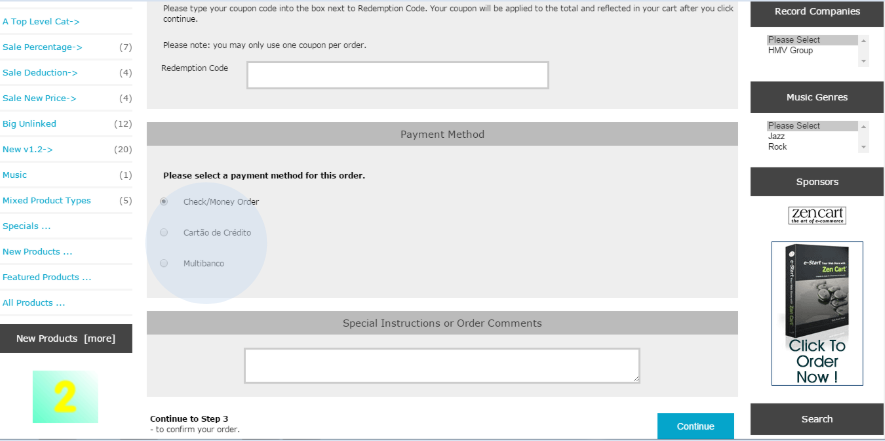 A Top Level Cat->
Sale Percentage-> (7)
Sale Deduction-> (4)
Sale New Price-> (4)
Big Unlinked (12)
New v1.2-> (20)
Music (1)
Mixed Product Types (5)
Specials ...
New Products ...
Featured Products ...
All Products ...
New Products [more]
2
Please type your coupon code into the box next to Redemption Code. Your coupon will be applied to the total and reflected in your cart after you click
continue.
Please note: you may only use one coupon per order.
Redemption Code
Payment Method
Please select a payment method for this order.
Check/Money Order
Cartão de Crédito
Multibanco
Special Instructions or Order Comments
Continue to Step 3
- to confirm your order.
Continue
Record Companies
Please Select
HMV Group
Music Genres
Please Select
Jazz
Rock
Sponsors
zencart
the art of e-commerce
e-Start
Zen Cart
Click To
Order
Now !
Search